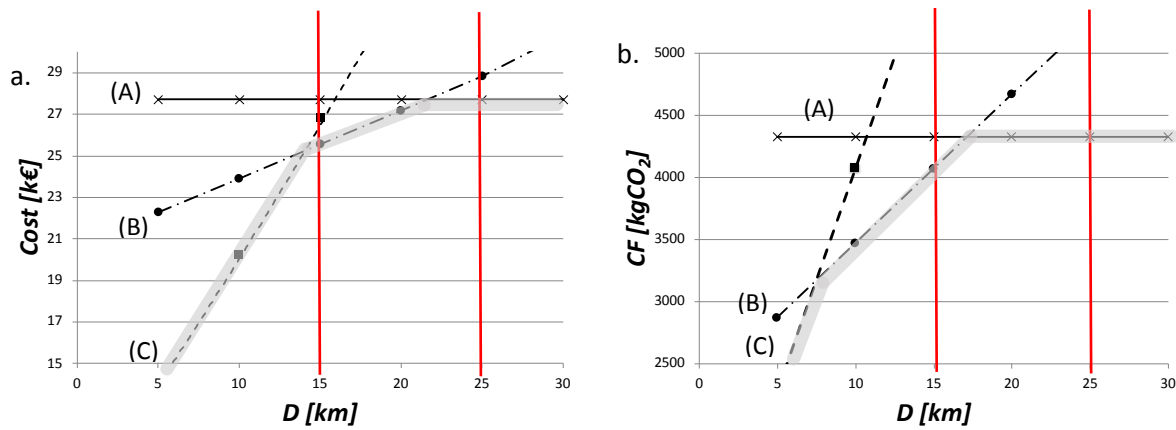 a.
Cost [k€]
29
27
25
23
21
19
17
15
(A)
(B)
(C)
0 5 10 15 20 25 30
D [km]
b.
CF [kgCO₂]
5000
4500
4000
3500
3000
2500
(A)
(B)
(C)
0 5 10 15 20 25 30
D [km]